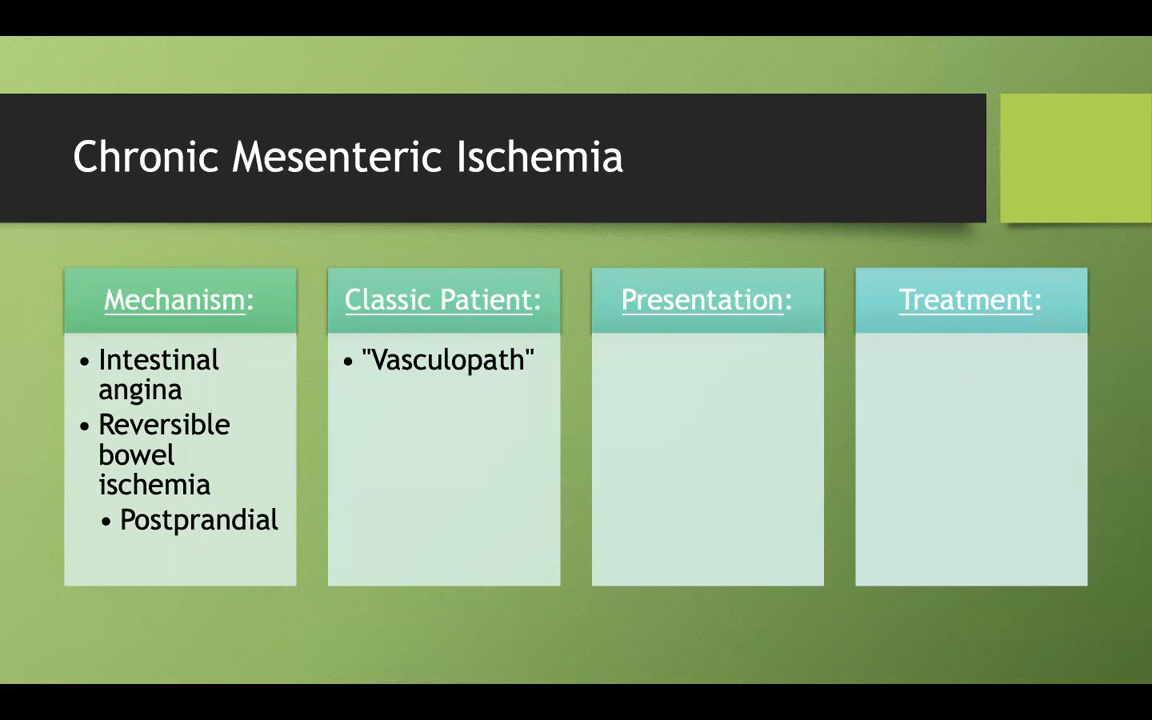 Chronic Mesenteric Ischemia
Mechanism:
• Intestinal
angina
• Reversible
bowel
ischemia
• Postprandial
Classic Patient:
• "Vasculopath"
Presentation:
Treatment: